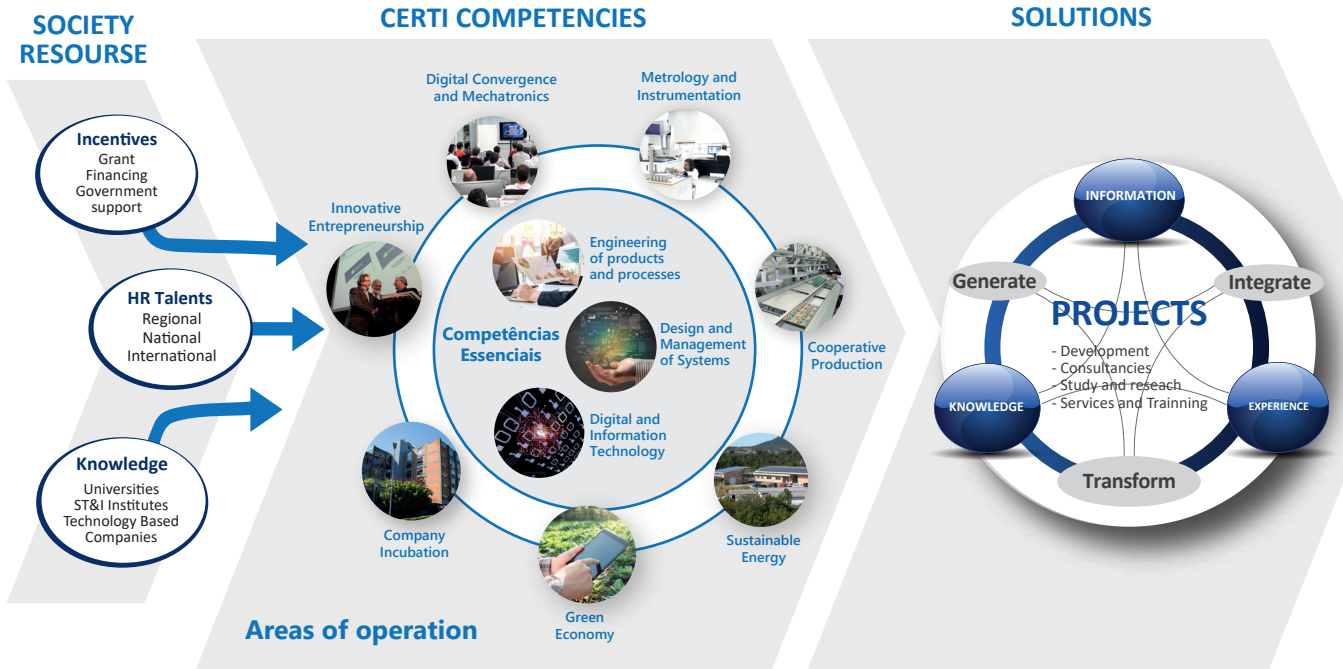 SOCIETY
RESOURSE
Incentives
Grant
Financing
Government
support
HR Talents
Regional
National
International
Knowledge
Universities
ST&I Institutes
Technology Based
Companies
CERTI COMPETENCIES
Digital Convergence
and Mechatronics
Metrology and
Instrumentation
Innovative
Entrepreneurship
Engineering
of products
and processes
Competências
Essenciais
Design and
Management
of Systems
Cooperative
Production
Digital and
Information
Technology
Company
Incubation
Sustainable
Energy
Green
Economy
Areas of operation
SOLUTIONS
INFORMATION
Generate
Integrate
PROJECTS
- Development
- Consultancies
- Study and reseach
- Services and Trainning
KNOWLEDGE
EXPERIENCE
Transform